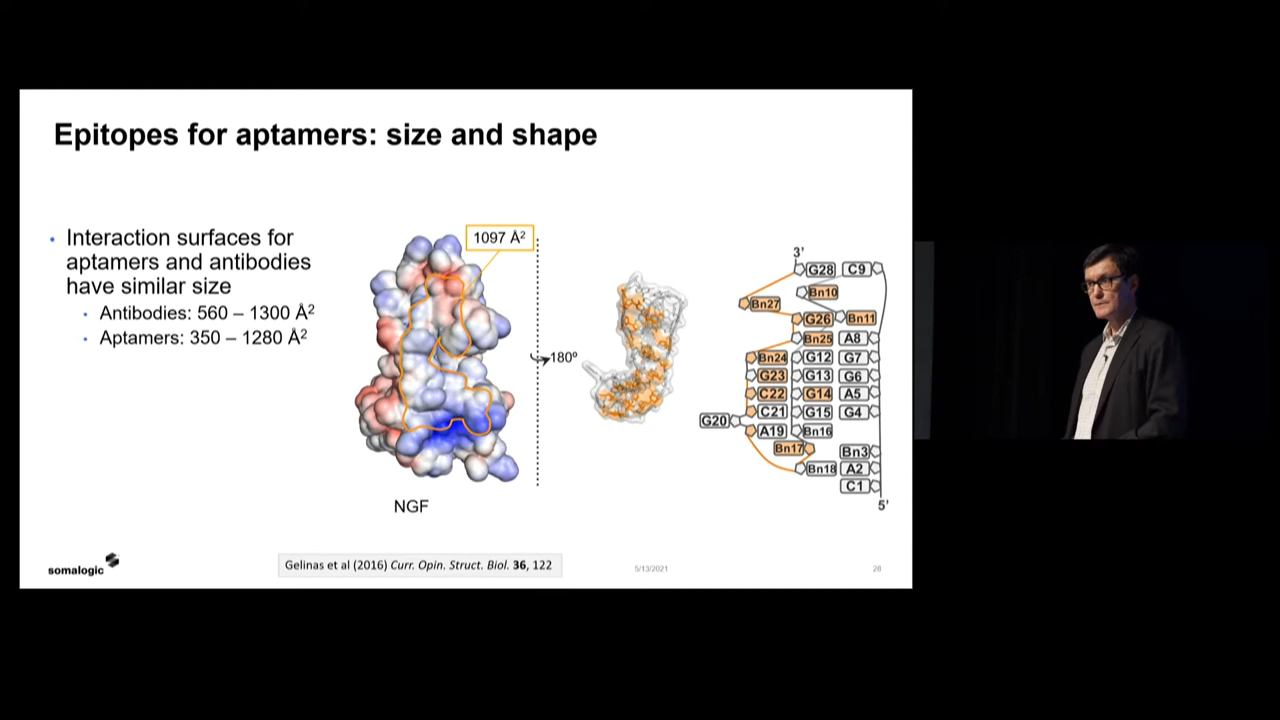 Epitopes for aptamers: size and shape
• Interaction surfaces for
aptamers and antibodies
have similar size
• Antibodies: 560 – 1300 Å²
• Aptamers: 350 – 1280 Å²
1097 Å²
180º
NGF
3'
G28 C9
Bn10
Bn27
G26 Bn11
Bn25 A8
Bn24 G12 G7
G23 G13 G6
C22 G14 A5
C21 G15 G4
G20
A19 Bn16
Bn17 Bn3
Bn18 A2
C1
5'
somalogic
Gelinas et al (2016) Curr. Opin. Struct. Biol. 36, 122
5/13/2021
28